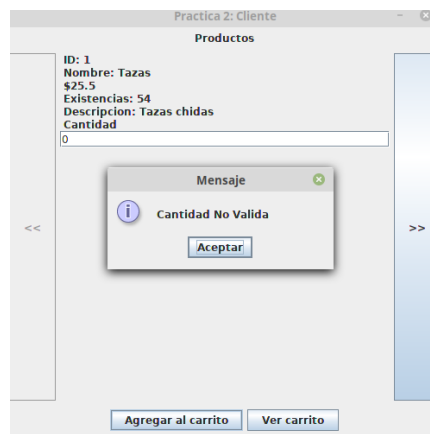 Practica 2: Cliente
Productos
ID: 1
Nombre: Tazas
$25.5
Existencias: 54
Descripcion: Tazas chidas
Cantidad
0
Mensaje
i
Cantidad No Valida
Aceptar
<<
>>
Agregar al carrito
Ver carrito